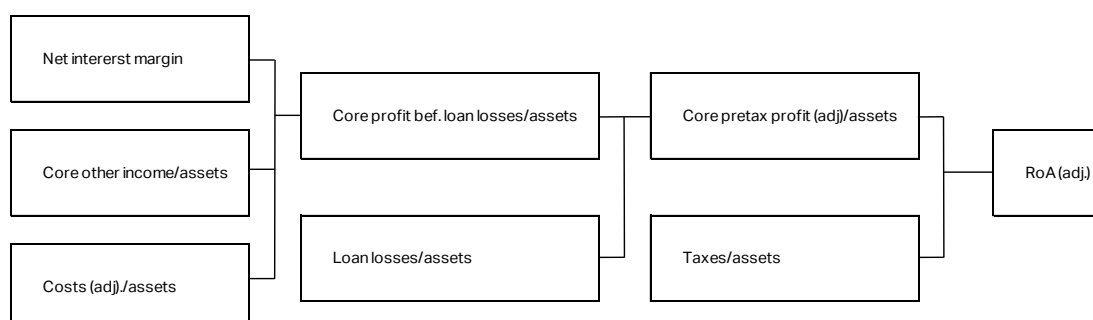 Net intererst margin
Core other income/assets
Costs (adj)./assets
Core profit bef. loan losses/assets
Loan losses/assets
Core pretax profit (adj)/assets
Taxes/assets
RoA (adj.)